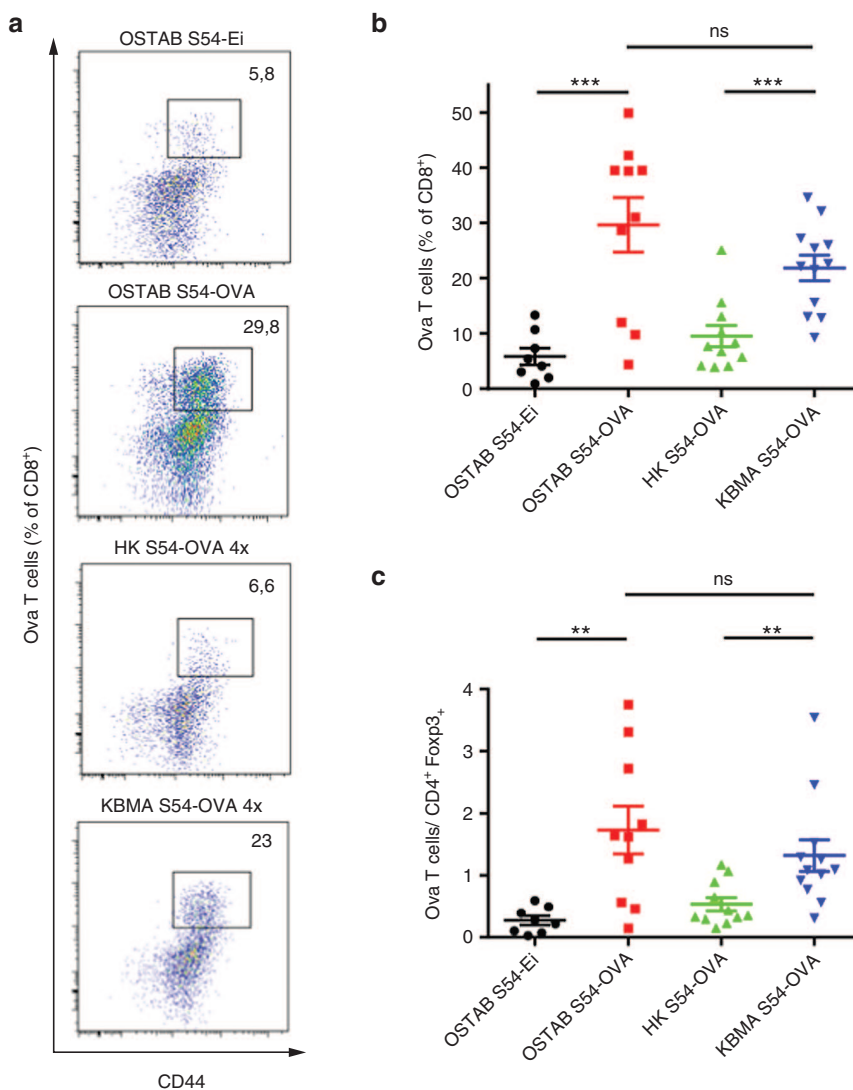 a
OSTAB S54-Ei
5,8
OSTAB S54-OVA
29,8
HK S54-OVA 4x
6,6
KBMA S54-OVA 4x
23
Ova T cells (% of CD8+)
CD44
b
ns
***
***
50
40
30
20
10
0
Ova T cells (% of CD8+)
OSTAB S54-Ei
OSTAB S54-OVA
HK S54-OVA
KBMA S54-OVA
c
ns
**
**
4
3
2
1
0
Ova T cells/ CD4+ Foxp3+
OSTAB S54-Ei
OSTAB S54-OVA
HK S54-OVA
KBMA S54-OVA